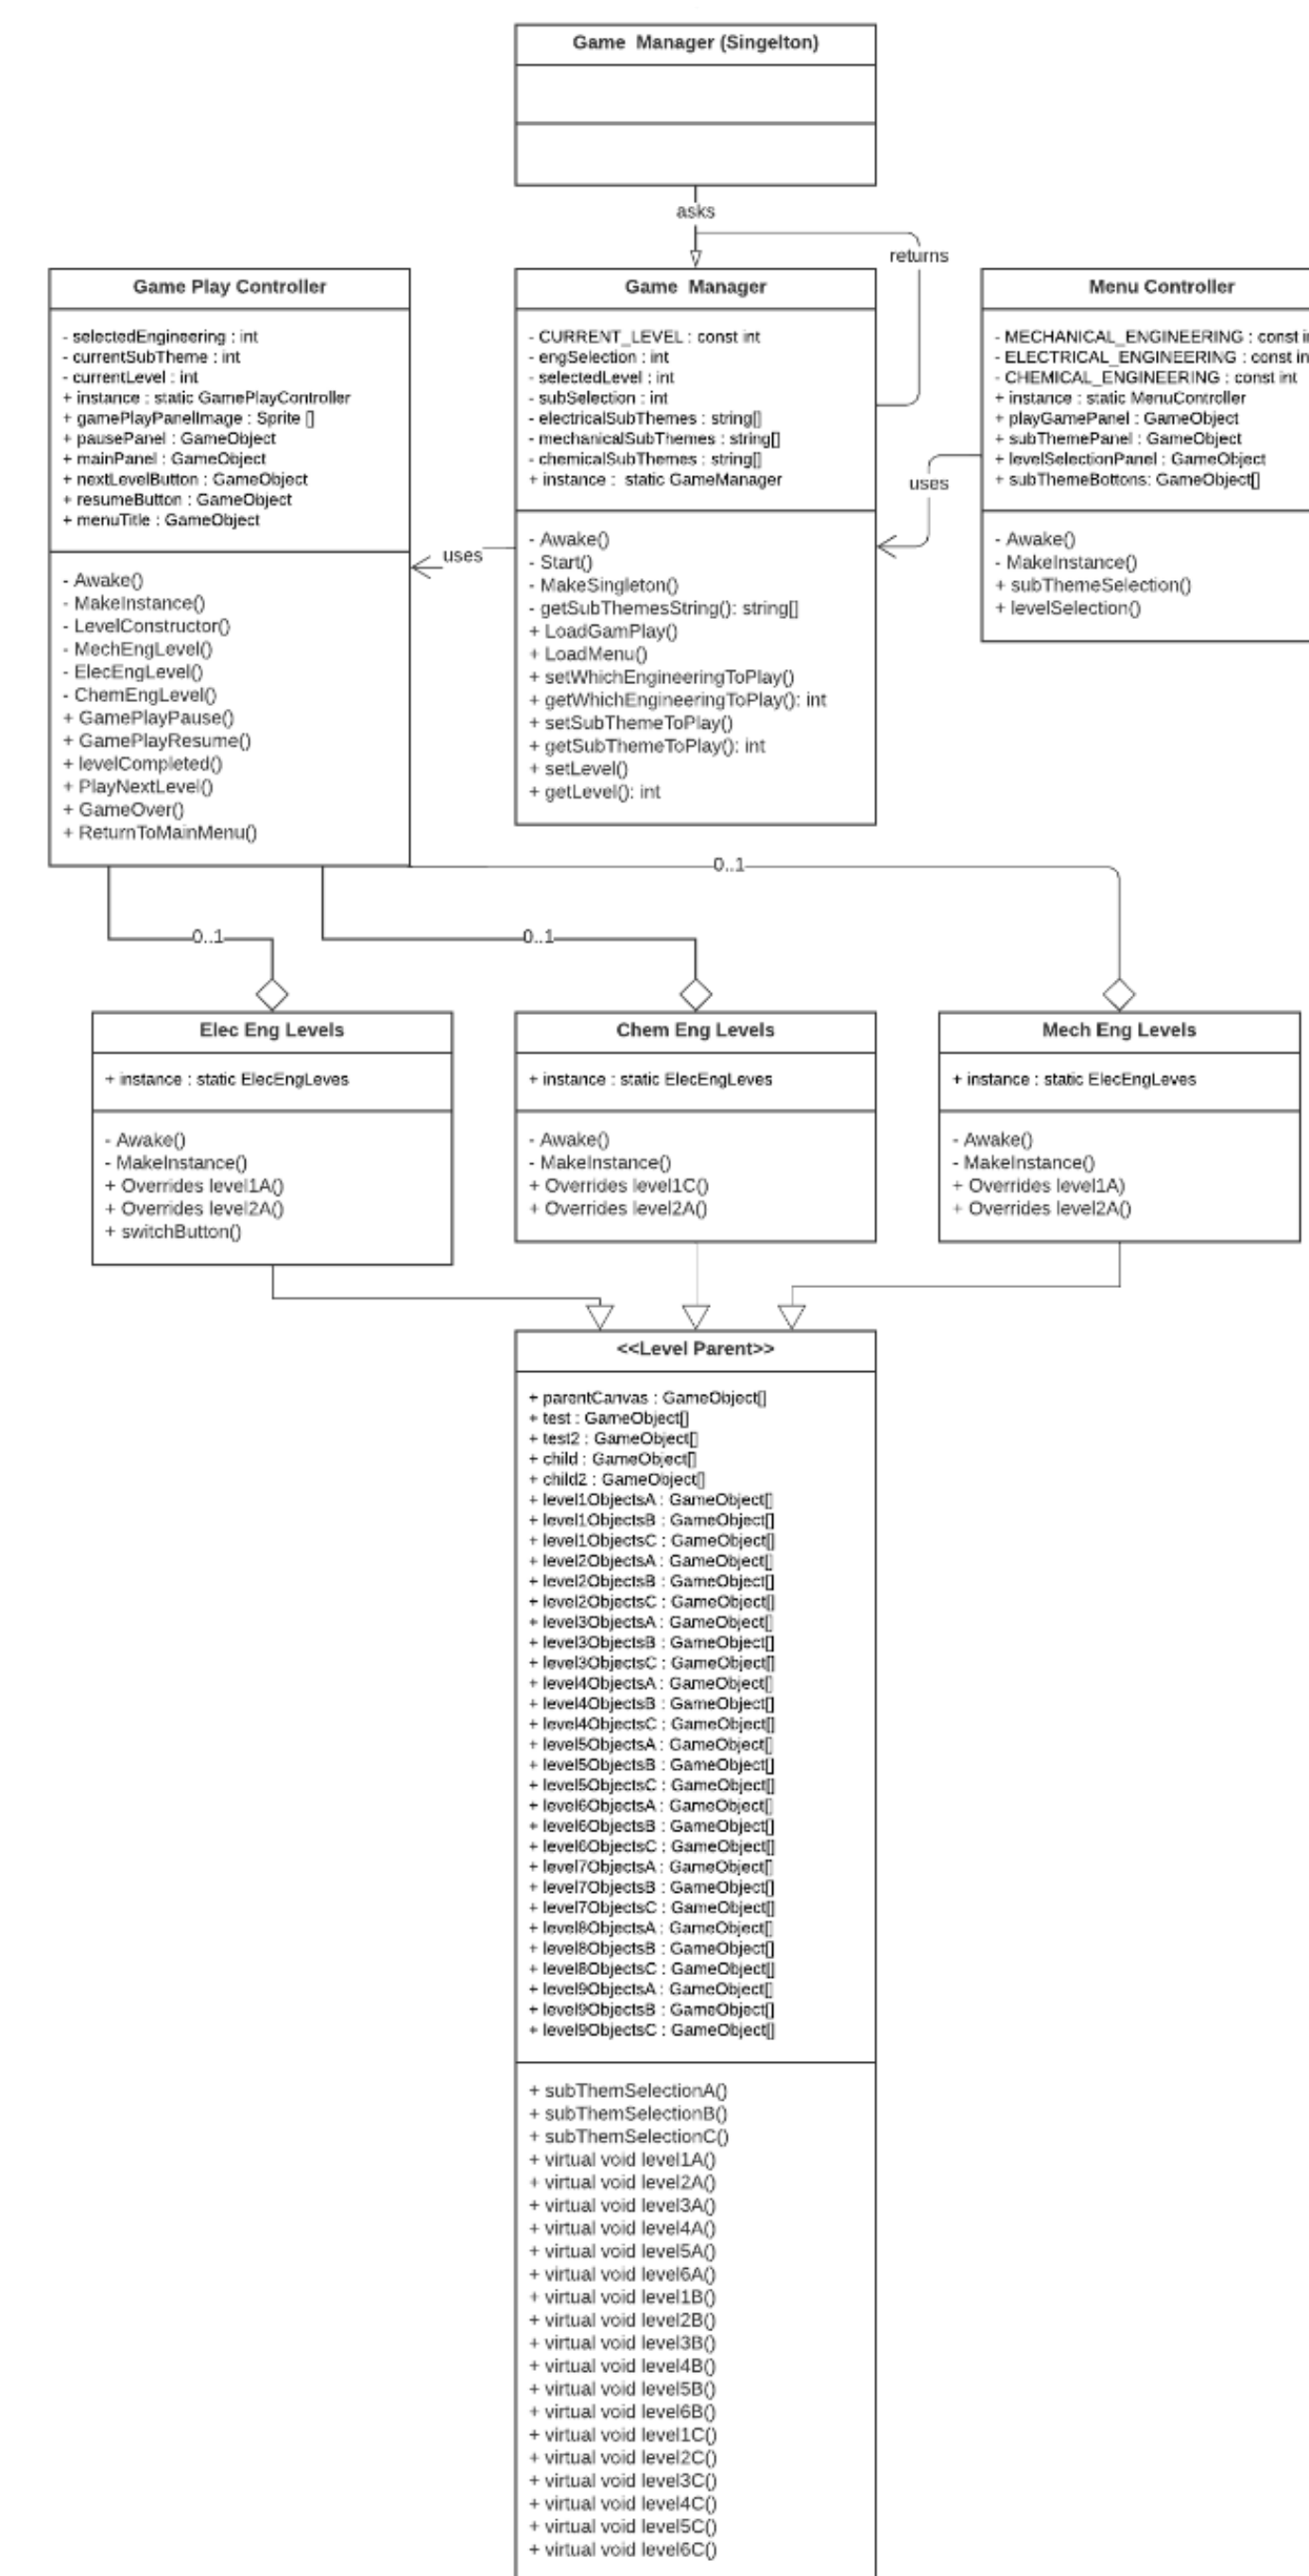 Game Manager (Singelton)
asks
returns
Game Play Controller
- selectedEngineering : int
- currentSubTheme : int
- currentLevel : int
+ instance : static GamePlayController
+ gamePlayPanelImage : Sprite []
+ pausePanel : GameObject
+ mainPanel : GameObject
+ nextLevelButton : GameObject
+ resumeButton : GameObject
+ menuTitle : GameObject
- Awake()
- MakeInstance()
- LevelConstructor()
- MechEngLevel()
- ElecEngLevel()
- ChemEngLevel()
+ GamePlayPause()
+ GamePlayResume()
+ levelCompleted()
+ PlayNextLevel()
+ GameOver()
+ ReturnToMainMenu()
uses
Game Manager
- CURRENT_LEVEL : const int
- engSelection : int
- selectedLevel : int
- subSelection : int
- electricalSubThemes : string[]
- mechanicalSubThemes : string[]
- chemicalSubThemes : string[]
+ instance : static GameManager
- Awake()
- Start()
- MakeSingleton()
- getSubThemesString(): string[]
+ LoadGamPlay()
+ LoadMenu()
+ setWhichEngineeringToPlay()
+ getWhichEngineeringToPlay(): int
+ setSubThemeToPlay()
+ getSubThemeToPlay(): int
+ setLevel()
+ getLevel(): int
uses
Menu Controller
- MECHANICAL_ENGINEERING : const in
- ELECTRICAL_ENGINEERING : const in
- CHEMICAL_ENGINEERING : const int
+ instance : static MenuController
+ playGamePanel : GameObject
+ subThemePanel : GameObject
+ levelSelectionPanel : GameObject
+ subThemeBottons: GameObject[]
- Awake()
- MakeInstance()
+ subThemeSelection()
+ levelSelection()
0..1
0..1
0..1
Elec Eng Levels
+ instance : static ElecEngLeves
- Awake()
- MakeInstance()
+ Overrides level1A()
+ Overrides level2A()
+ switchButton()
Chem Eng Levels
+ instance : static ElecEngLeves
- Awake()
- MakeInstance()
+ Overrides level1C()
+ Overrides level2A()
Mech Eng Levels
+ instance : static ElecEngLeves
- Awake()
- MakeInstance()
+ Overrides level1A)
+ Overrides level2A()
<<Level Parent>>
+ parentCanvas : GameObject[]
+ test : GameObject[]
+ test2 : GameObject[]
+ child : GameObject[]
+ child2 : GameObject[]
+ level1ObjectsA : GameObject[]
+ level1ObjectsB : GameObject[]
+ level1ObjectsC : GameObject[]
+ level2ObjectsA : GameObject[]
+ level2ObjectsB : GameObject[]
+ level2ObjectsC : GameObject[]
+ level3ObjectsA : GameObject[]
+ level3ObjectsB : GameObject[]
+ level3ObjectsC : GameObject[]
+ level4ObjectsA : GameObject[]
+ level4ObjectsB : GameObject[]
+ level4ObjectsC : GameObject[]
+ level5ObjectsA : GameObject[]
+ level5ObjectsB : GameObject[]
+ level5ObjectsC : GameObject[]
+ level6ObjectsA : GameObject[]
+ level6ObjectsB : GameObject[]
+ level6ObjectsC : GameObject[]
+ level7ObjectsA : GameObject[]
+ level7ObjectsB : GameObject[]
+ level7ObjectsC : GameObject[]
+ level8ObjectsA : GameObject[]
+ level8ObjectsB : GameObject[]
+ level8ObjectsC : GameObject[]
+ level9ObjectsA : GameObject[]
+ level9ObjectsB : GameObject[]
+ level9ObjectsC : GameObject[]
+ subThemSelectionA()
+ subThemSelectionB()
+ subThemSelectionC()
+ virtual void level1A()
+ virtual void level2A()
+ virtual void level3A()
+ virtual void level4A()
+ virtual void level5A()
+ virtual void level6A()
+ virtual void level1B()
+ virtual void level2B()
+ virtual void level3B()
+ virtual void level4B()
+ virtual void level5B()
+ virtual void level6B()
+ virtual void level1C()
+ virtual void level2C()
+ virtual void level3C()
+ virtual void level4C()
+ virtual void level5C()
+ virtual void level6C()